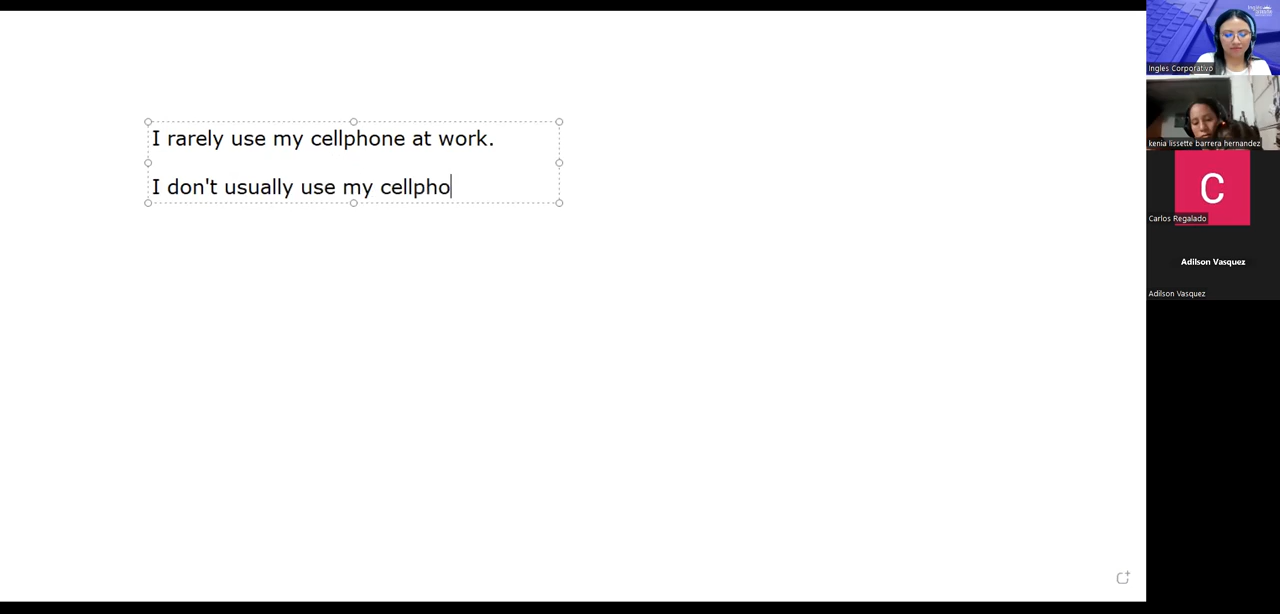 I rarely use my cellphone at work.
I don't usually use my cellpho
Ingles Corporativo
kenia lissette barrera hernandez
C
Carlos Regalado
Adilson Vasquez
Adilson Vasquez